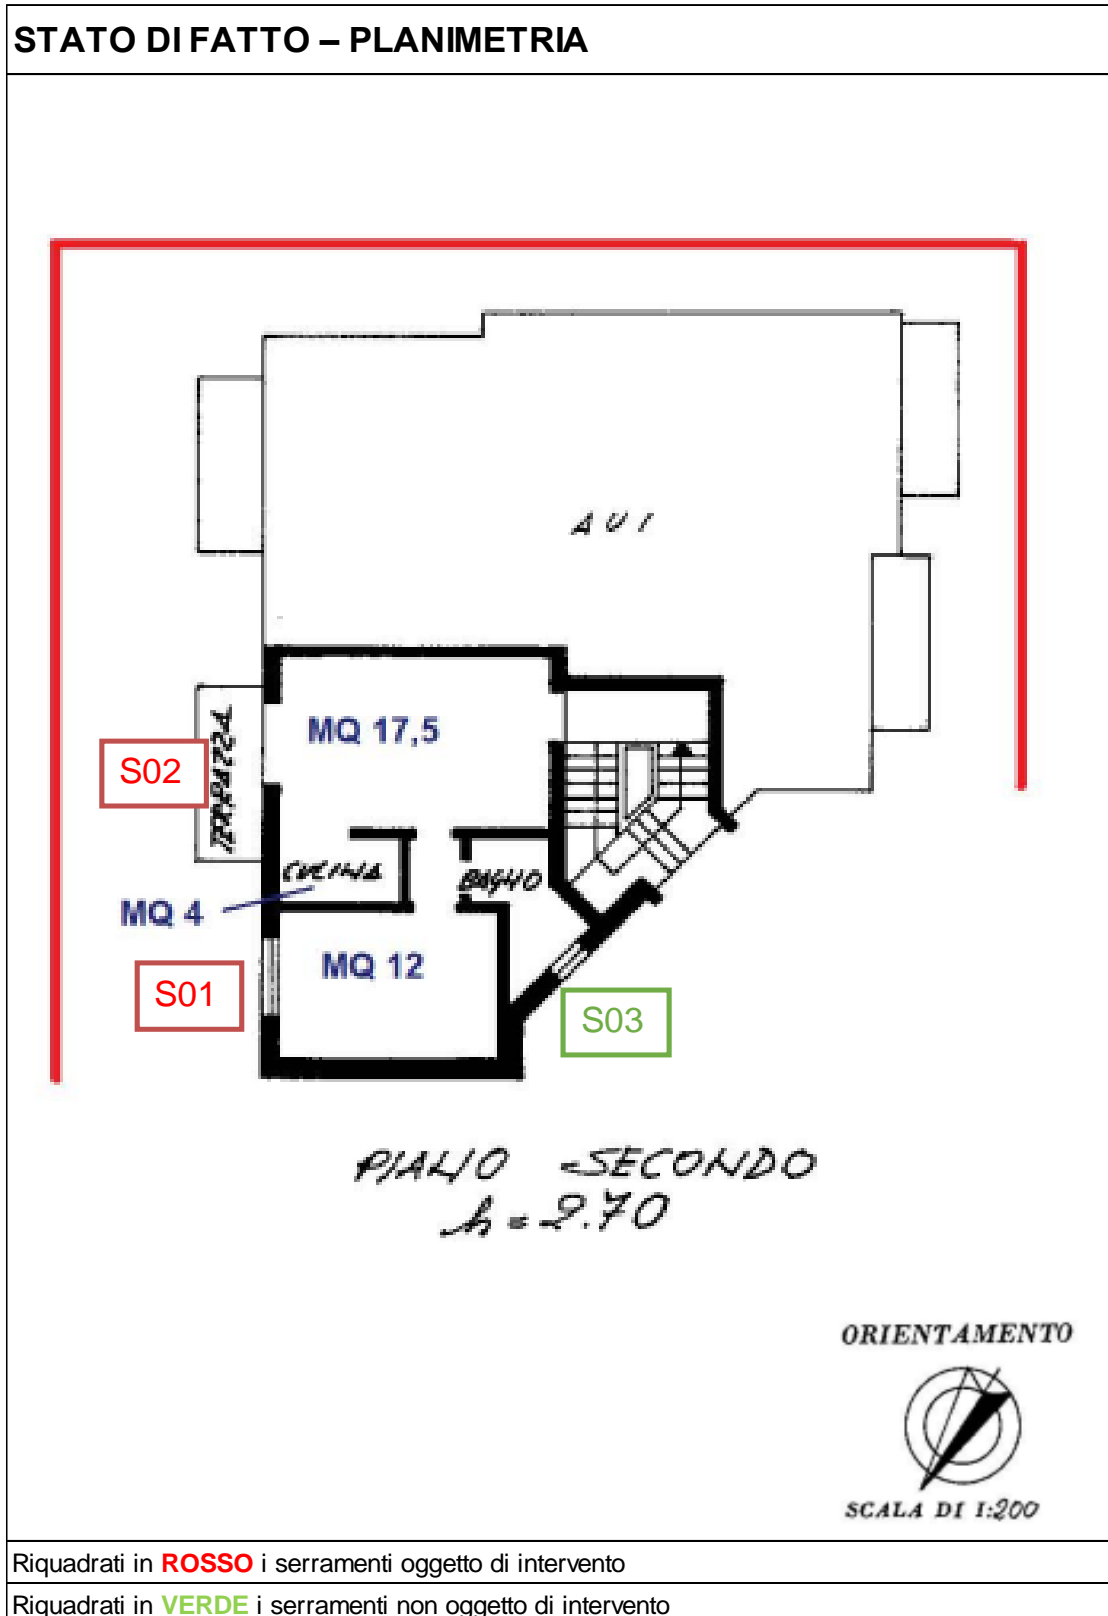 STATO DI FATTO – PLANIMETRIA
A U I
MQ 17,5
TERRAZZA
S02
CUCINA
BAGNO
MQ 4
MQ 12
S01
S03
PIANO SECONDO
h = 2.70
ORIENTAMENTO
SCALA DI 1:200
Riquadrati in ROSSO i serramenti oggetto di intervento
Riquadrati in VERDE i serramenti non oggetto di intervento